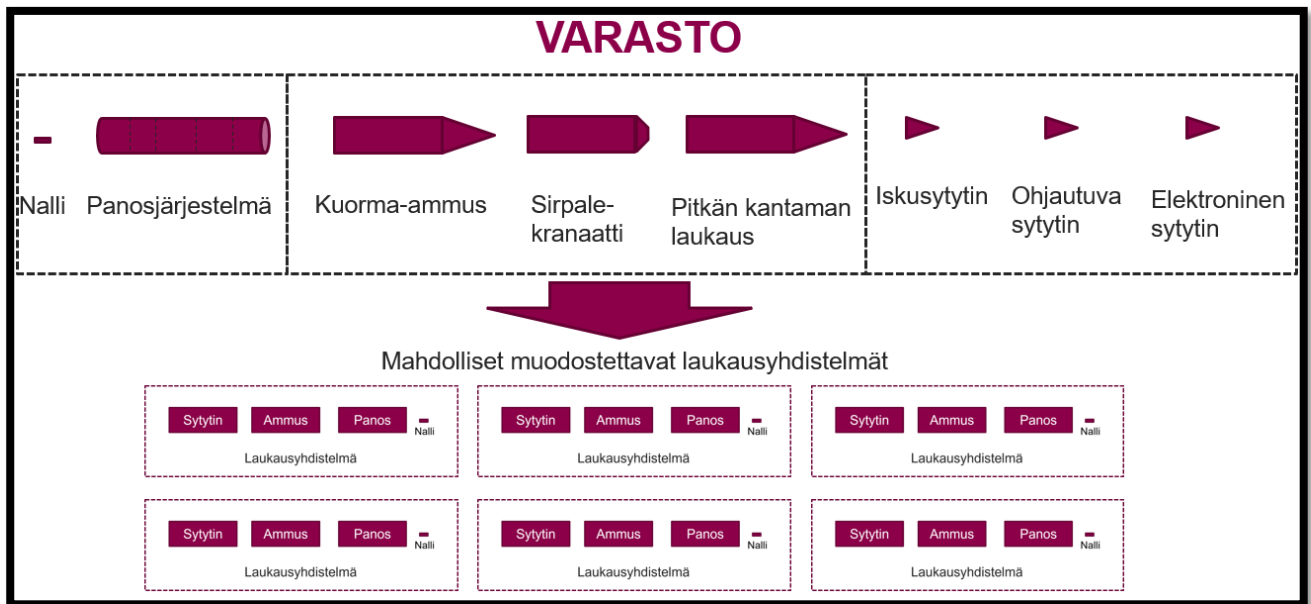 VARASTO
Nalli
Panosjärjestelmä
Kuorma-ammus
Sirpale-
kranaatti
Pitkän kantaman
laukaus
Iskusytytin
Ohjautuva
sytytin
Elektroninen
sytytin
Mahdolliset muodostettavat laukausyhdistelmät
Sytytin Ammus Panos Nalli
Laukausyhdistelmä
Sytytin Ammus Panos Nalli
Laukausyhdistelmä
Sytytin Ammus Panos Nalli
Laukausyhdistelmä
Sytytin Ammus Panos Nalli
Laukausyhdistelmä
Sytytin Ammus Panos Nalli
Laukausyhdistelmä
Sytytin Ammus Panos Nalli
Laukausyhdistelmä